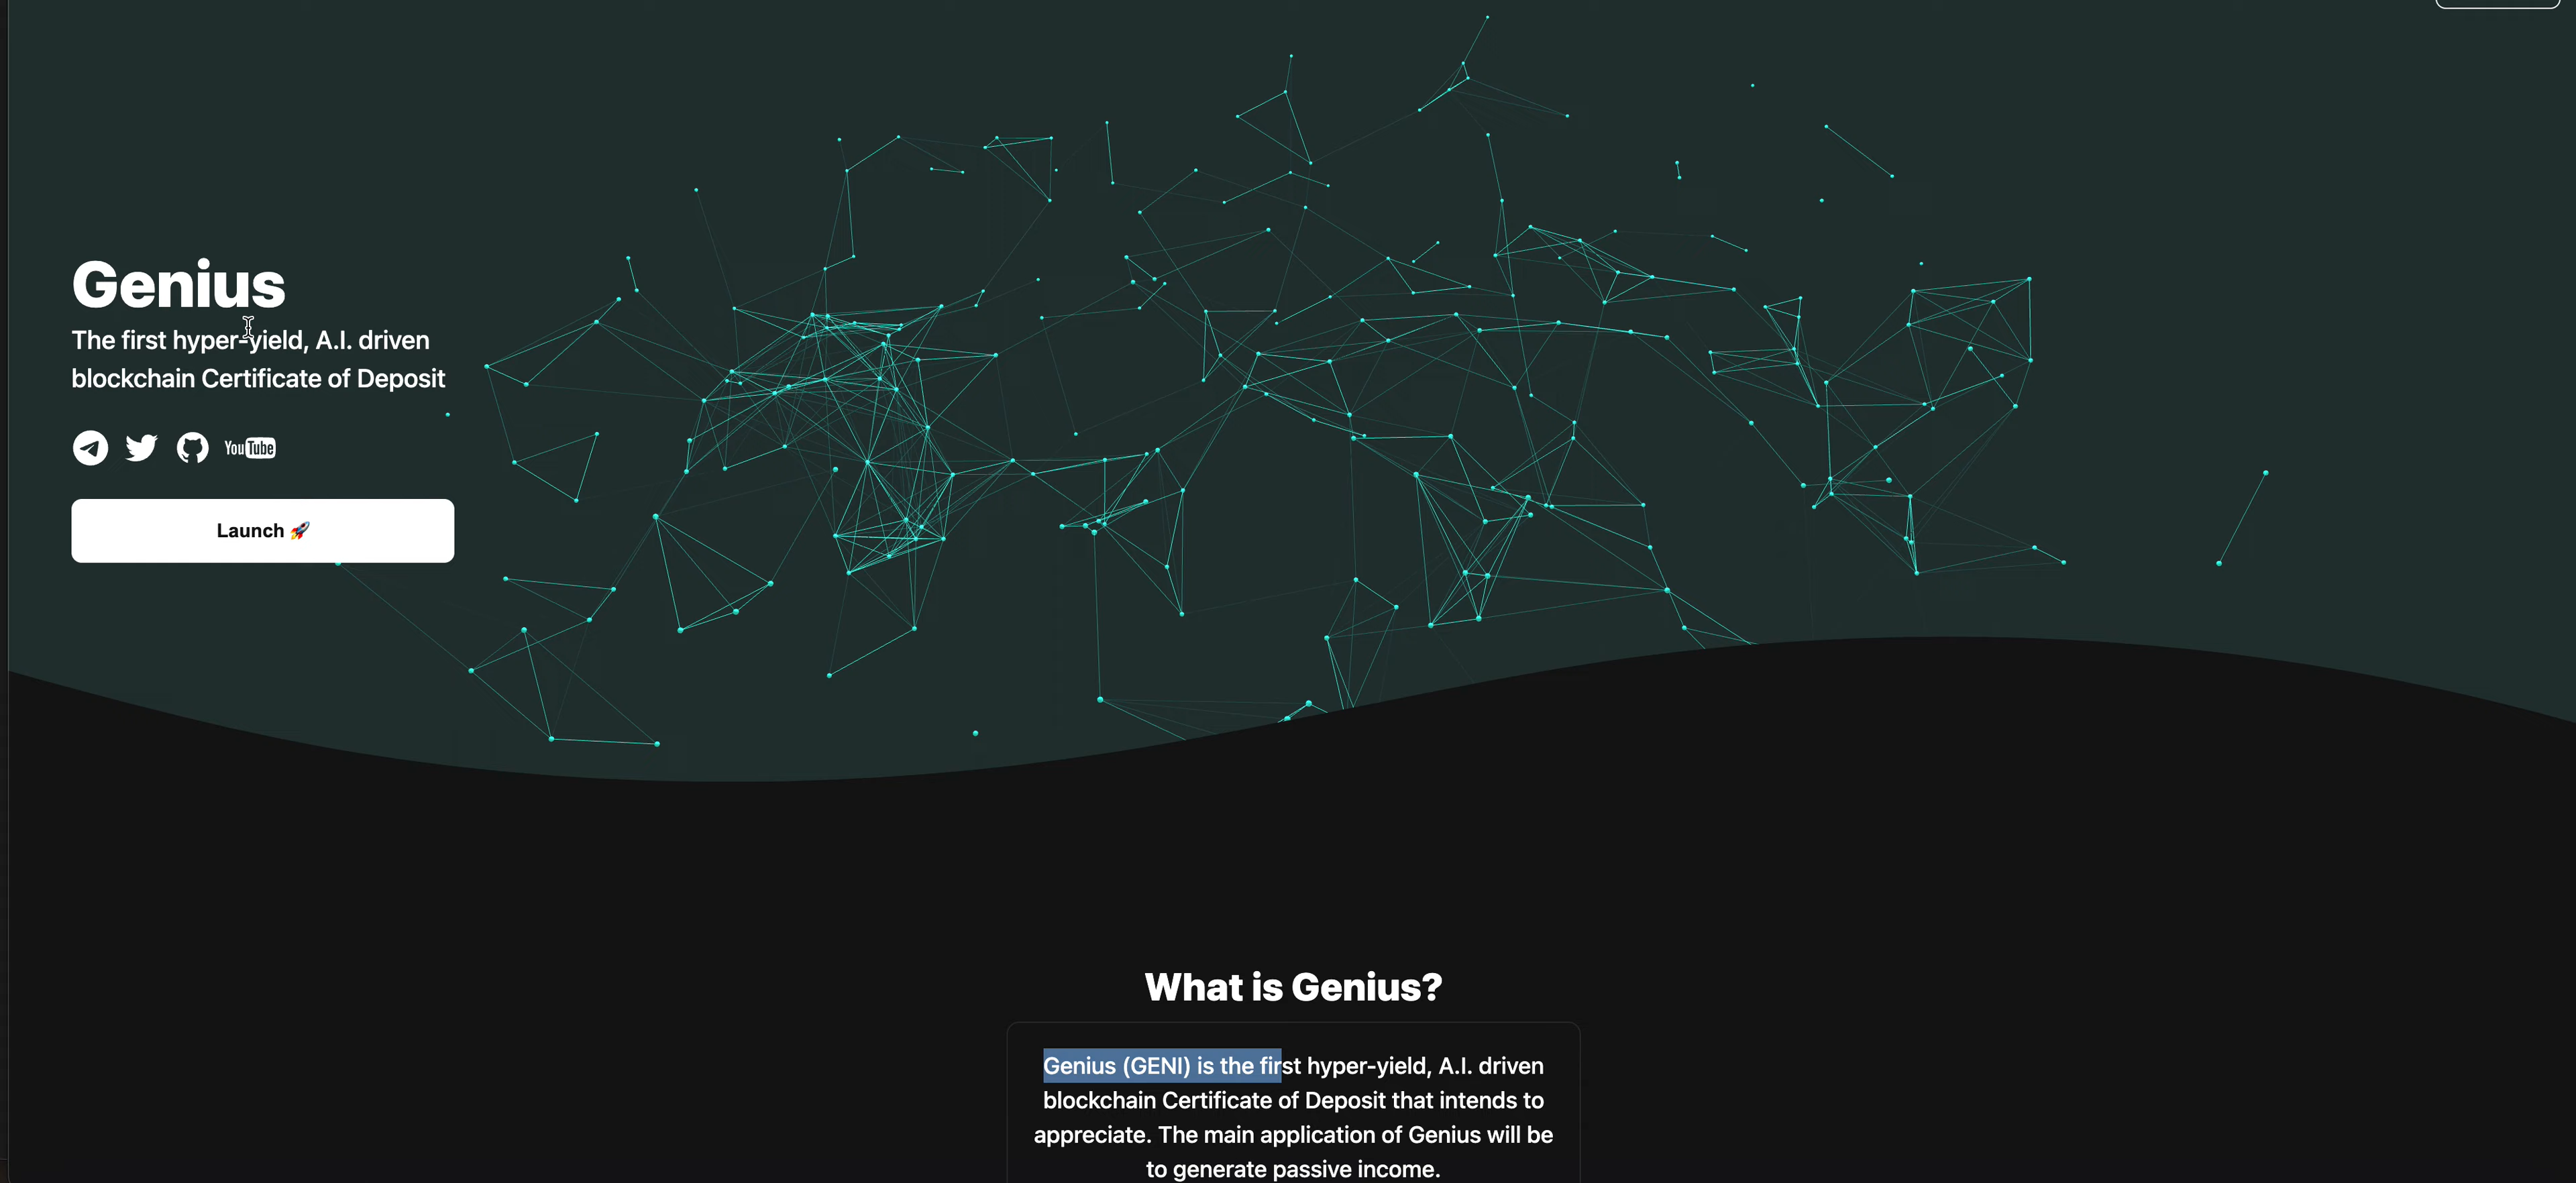 Genius
The first hyper-yield, A.I. driven
blockchain Certificate of Deposit
YouTube
Launch 🚀
What is Genius?
Genius (GENI) is the first hyper-yield, A.I. driven
blockchain Certificate of Deposit that intends to
appreciate. The main application of Genius will be
to generate passive income.